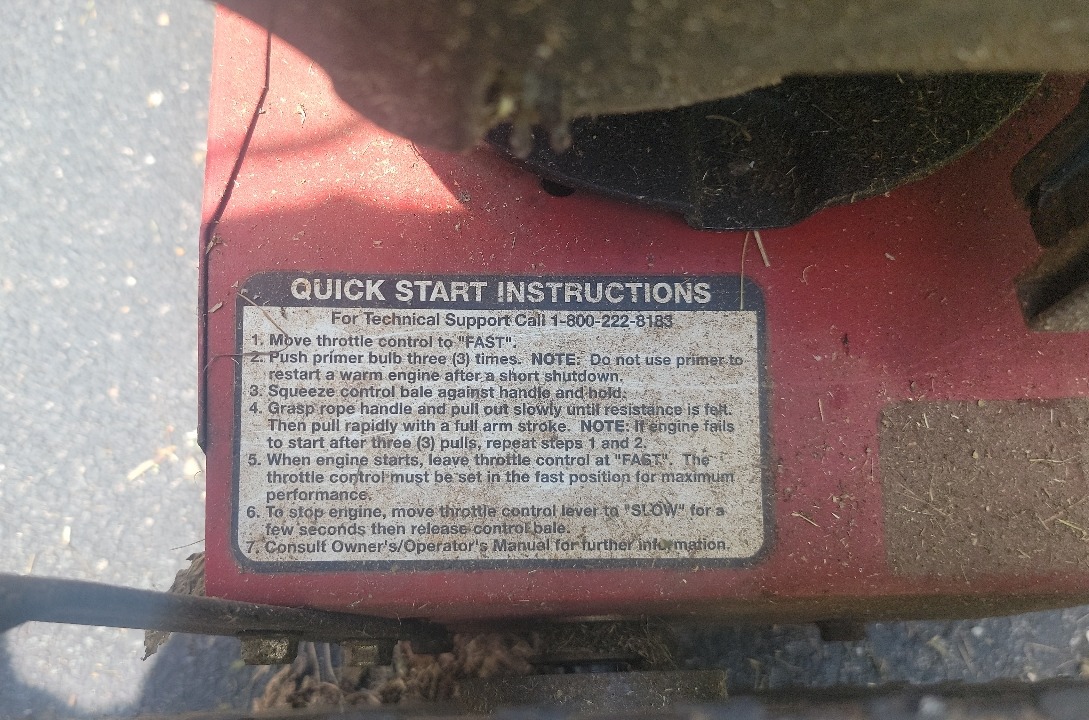 QUICK START INSTRUCTIONS
For Technical Support Call 1-800-222-8183
1. Move throttle control to "FAST".
2. Push primer bulb three (3) times. NOTE: Do not use primer to
restart a warm engine after a short shutdown.
3. Squeeze control bale against handle and hold.
4. Grasp rope handle and pull out slowly until resistance is felt.
Then pull rapidly with a full arm stroke. NOTE: If engine fails
to start after three (3) pulls, repeat steps 1 and 2.
5. When engine starts, leave throttle control at "FAST". The
throttle control must be set in the fast position for maximum
performance.
6. To stop engine, move throttle control lever to "SLOW" for a
few seconds then release control bale.
7. Consult Owner's/Operator's Manual for further information.